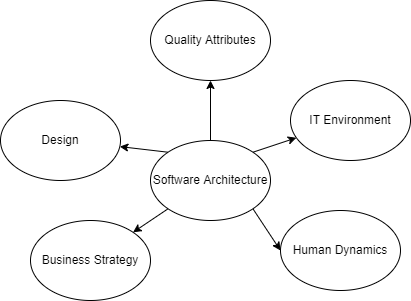 Quality Attributes
IT Environment
Design
Software Architecture
Human Dynamics
Business Strategy